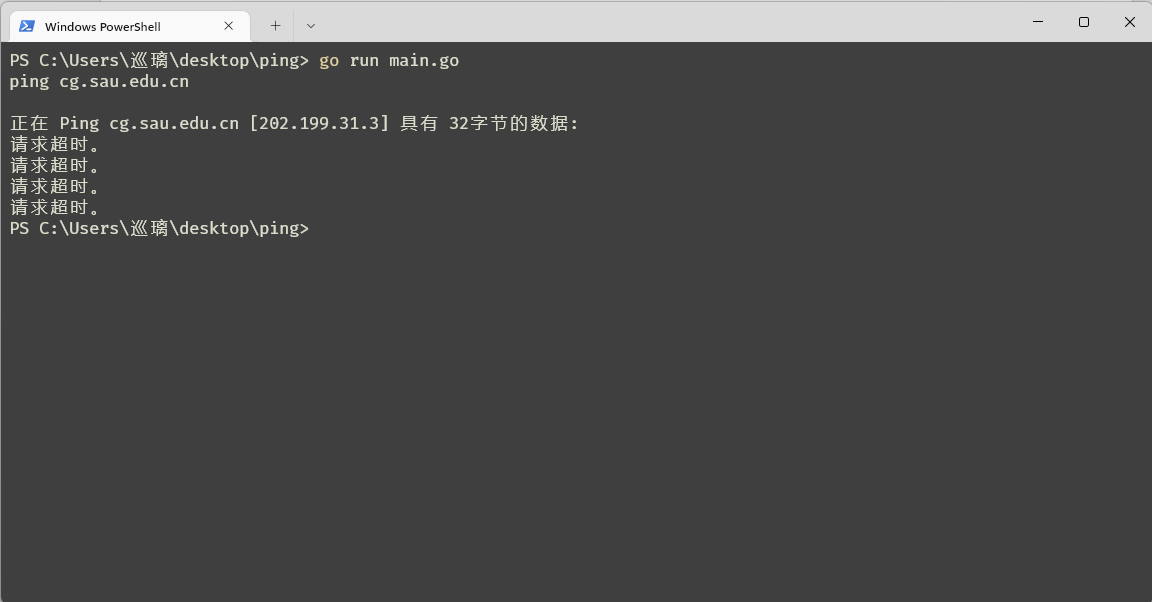 Windows PowerShell
PS C:\Users\巡璃\desktop\ping> go run main.go
ping cg.sau.edu.cn
正在 Ping cg.sau.edu.cn [202.199.31.3] 具有 32字节的数据:
请求超时。
请求超时。
请求超时。
请求超时。
PS C:\Users\巡璃\desktop\ping>